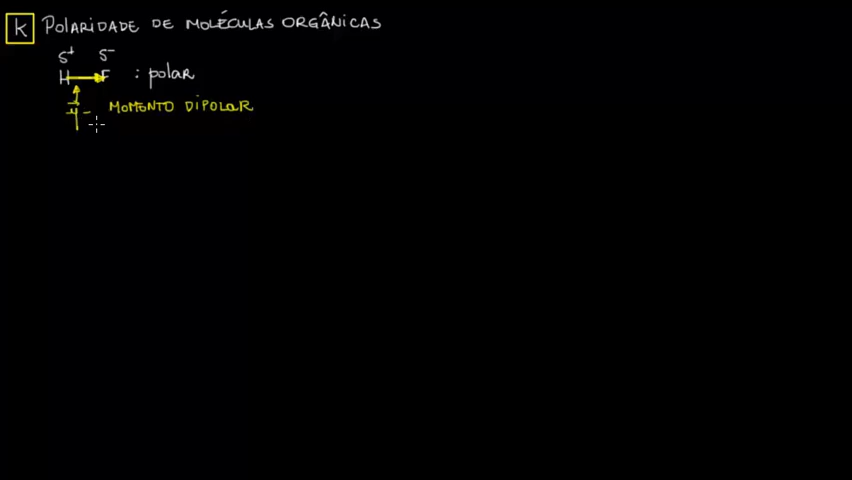 K POLARIDADE DE MOLÉCULAS ORGÂNICAS
δ+ δ-
H F : polar
μ - MOMENTO DIPOLAR